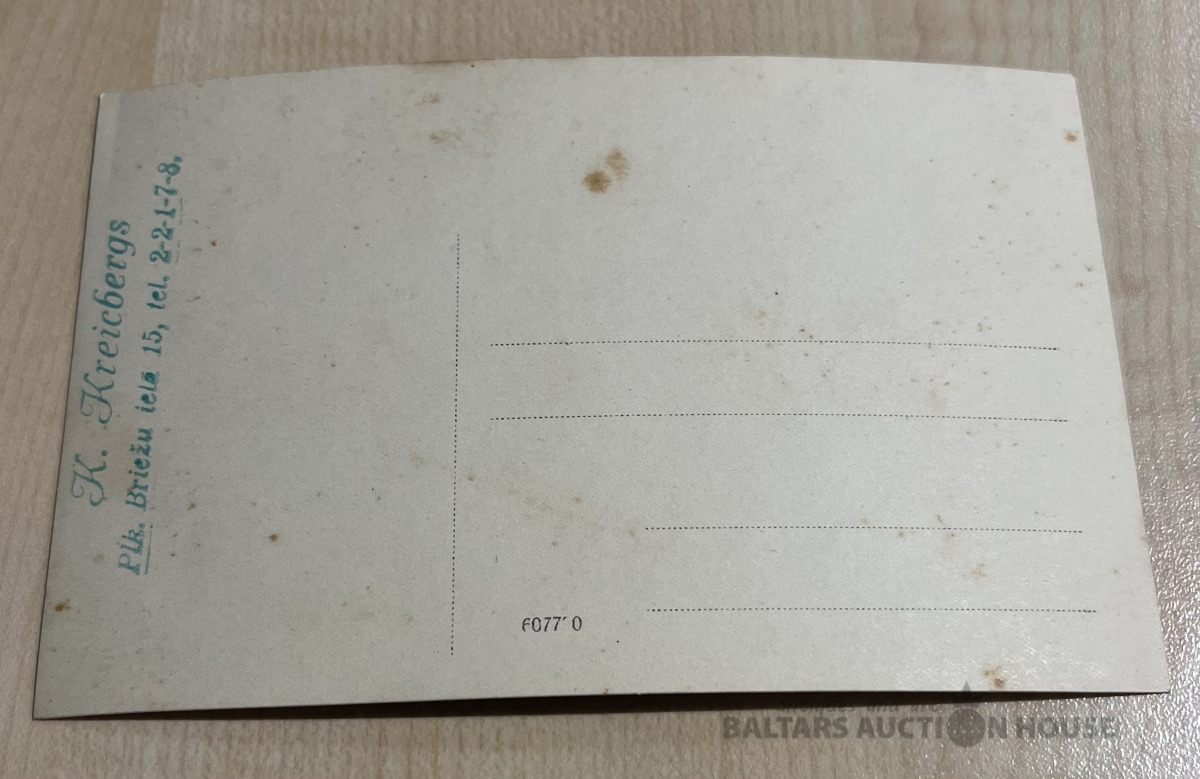 K. Kreicbergs
Plk. Briežu ielā 15, tel. 2-2-1-7-8.
6077 0
BALTARS AUCTION HOUSE